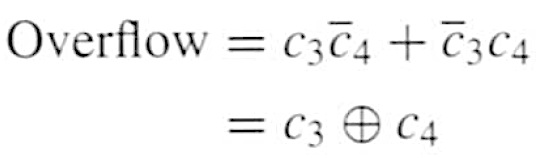 Overflow = c₃c̅₄ + c̅₃c₄
= c₃ ⊕ c₄